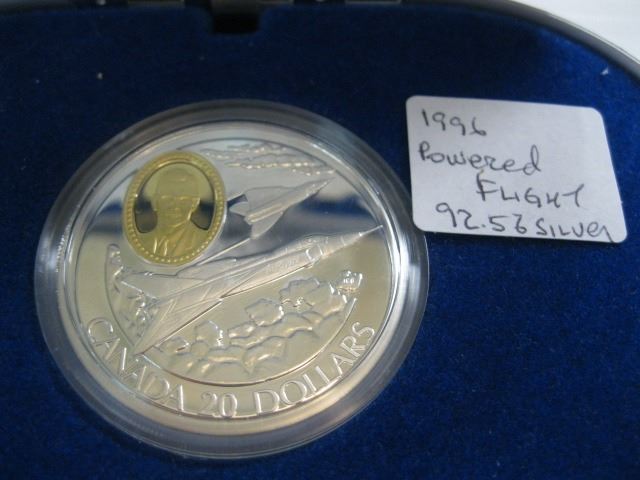 1996
Powered
FLIGHT
92.5% SILVER
CANADA 20 DOLLARS